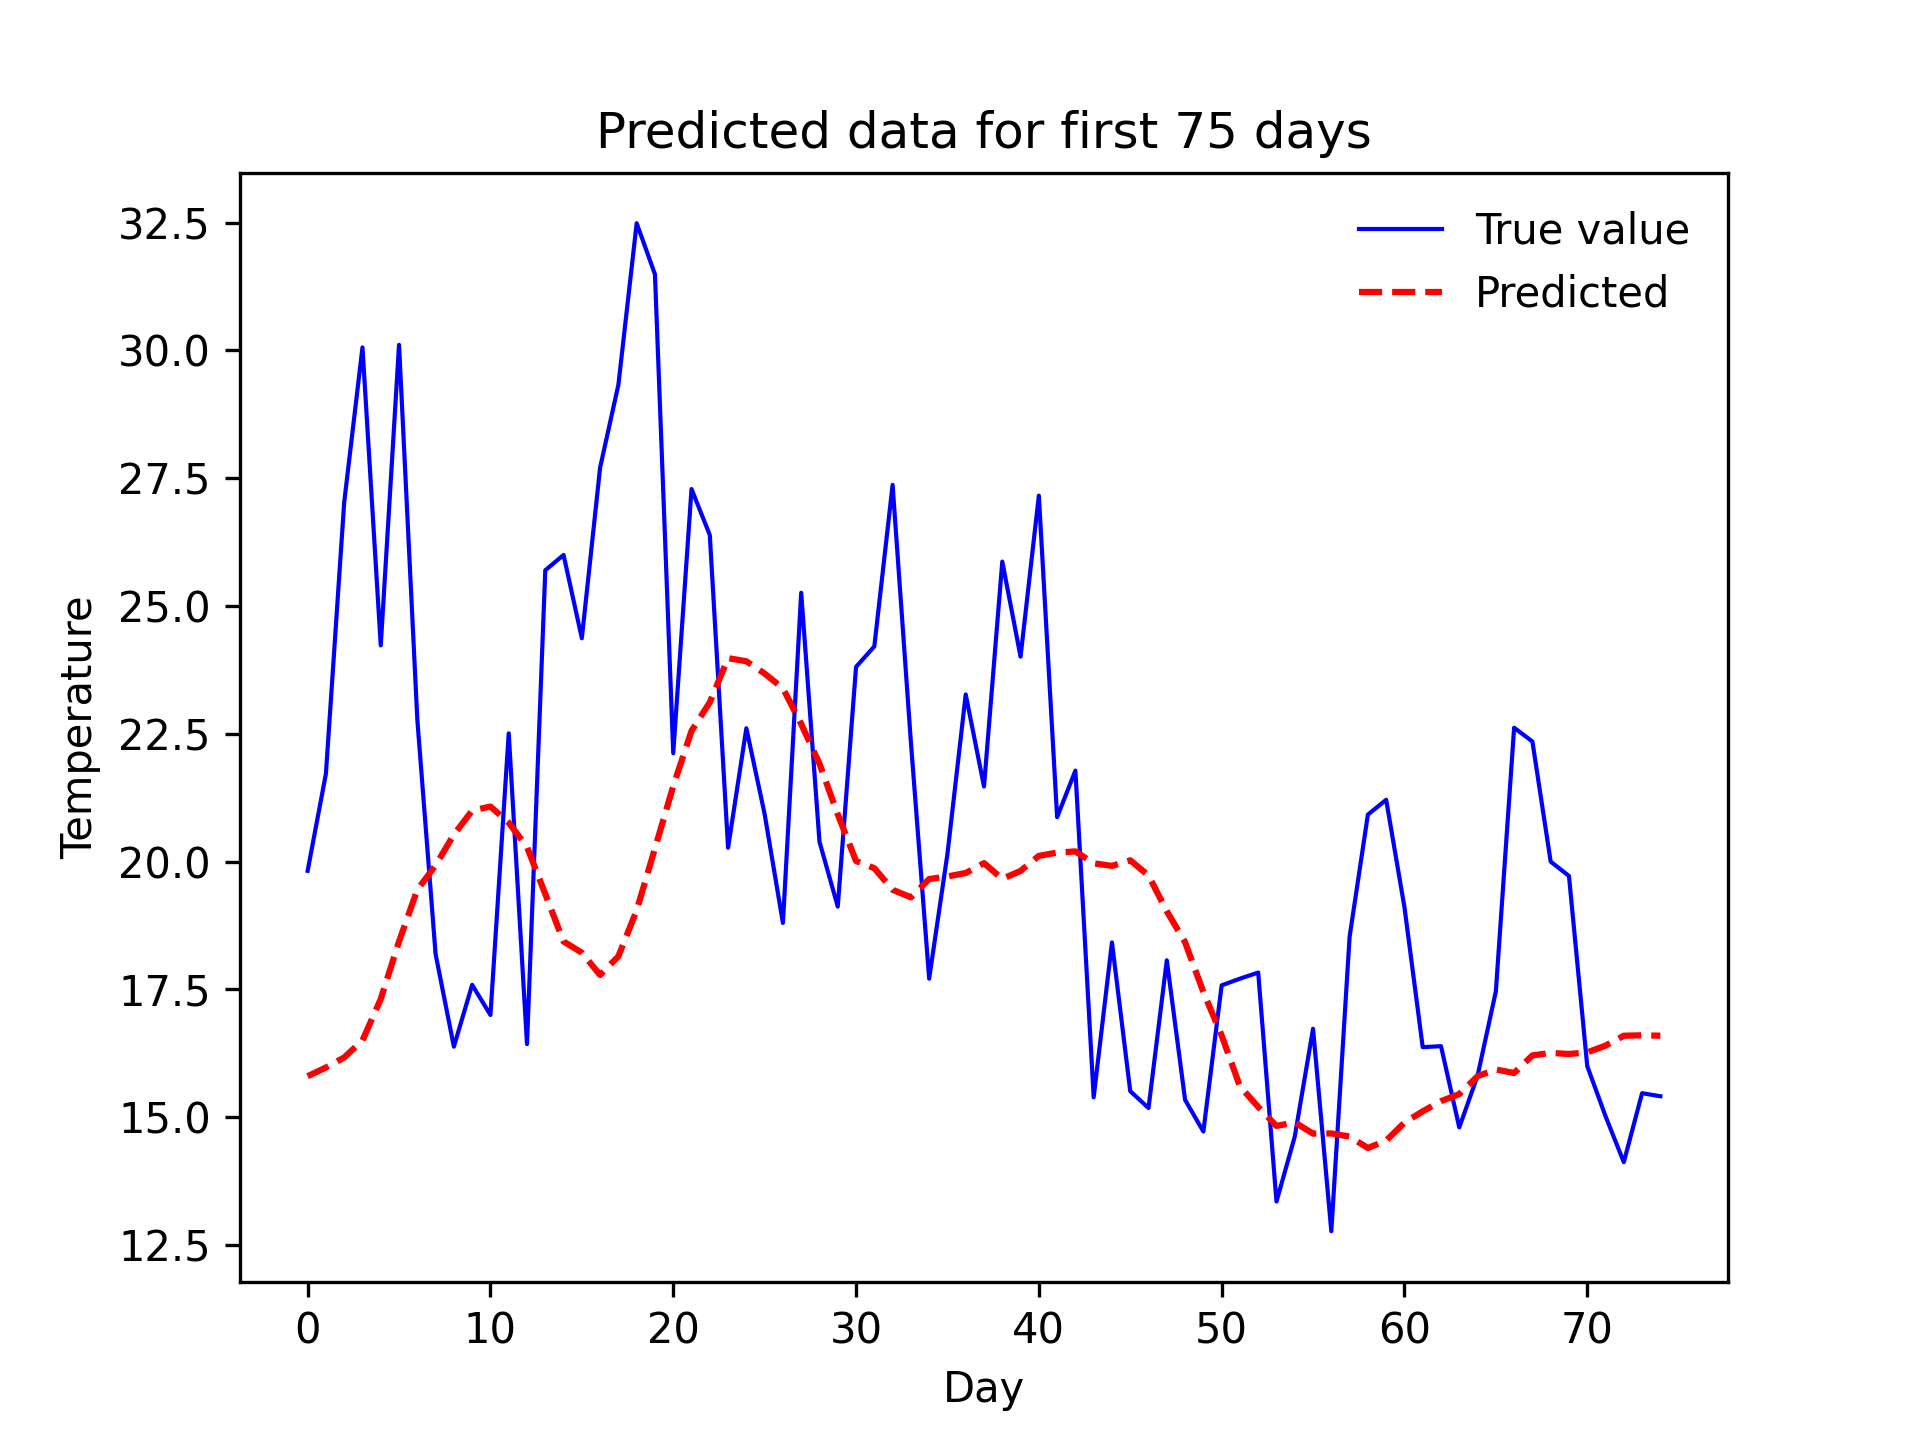 Predicted data for first 75 days
True value
Predicted
32.5
30.0
27.5
25.0
22.5
20.0
17.5
15.0
12.5
Temperature
0 10 20 30 40 50 60 70
Day